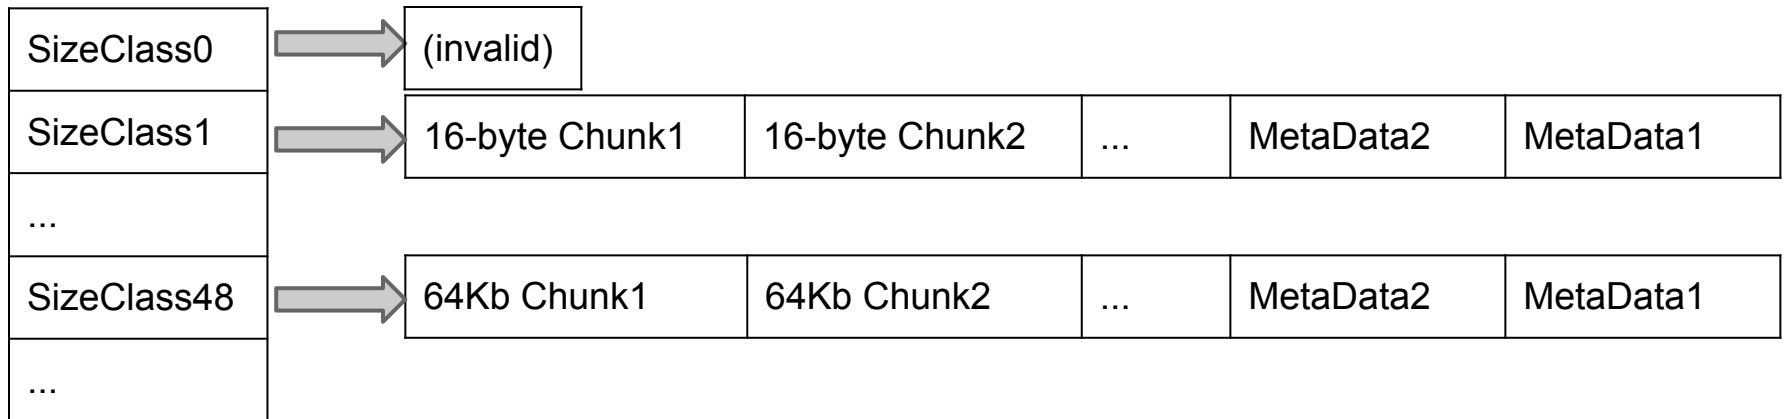 SizeClass0 (invalid)
SizeClass1 16-byte Chunk1 16-byte Chunk2 ... MetaData2 MetaData1
...
SizeClass48 64Kb Chunk1 64Kb Chunk2 ... MetaData2 MetaData1
...